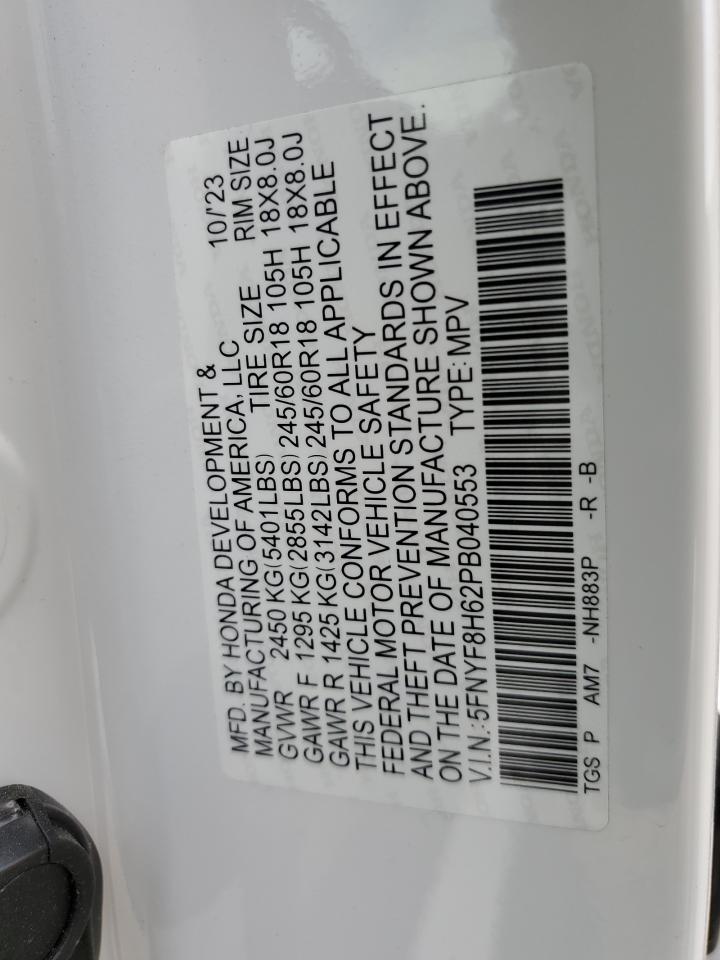 MFD. BY HONDA DEVELOPMENT & 10/'23
MANUFACTURING OF AMERICA, LLC
TIRE SIZE RIM SIZE
GVWR 2450 KG(5401LBS)
GAWR F 1295 KG(2855LBS) 245/60R18 105H 18X8.0J
GAWR R 1425 KG(3142LBS) 245/60R18 105H 18X8.0J
THIS VEHICLE CONFORMS TO ALL APPLICABLE
FEDERAL MOTOR VEHICLE SAFETY
AND THEFT PREVENTION STANDARDS IN EFFECT
ON THE DATE OF MANUFACTURE SHOWN ABOVE.
V.I.N.:5FNYF8H62PB040553 TYPE:MPV
TGS P AM7 -NH883P -R -B